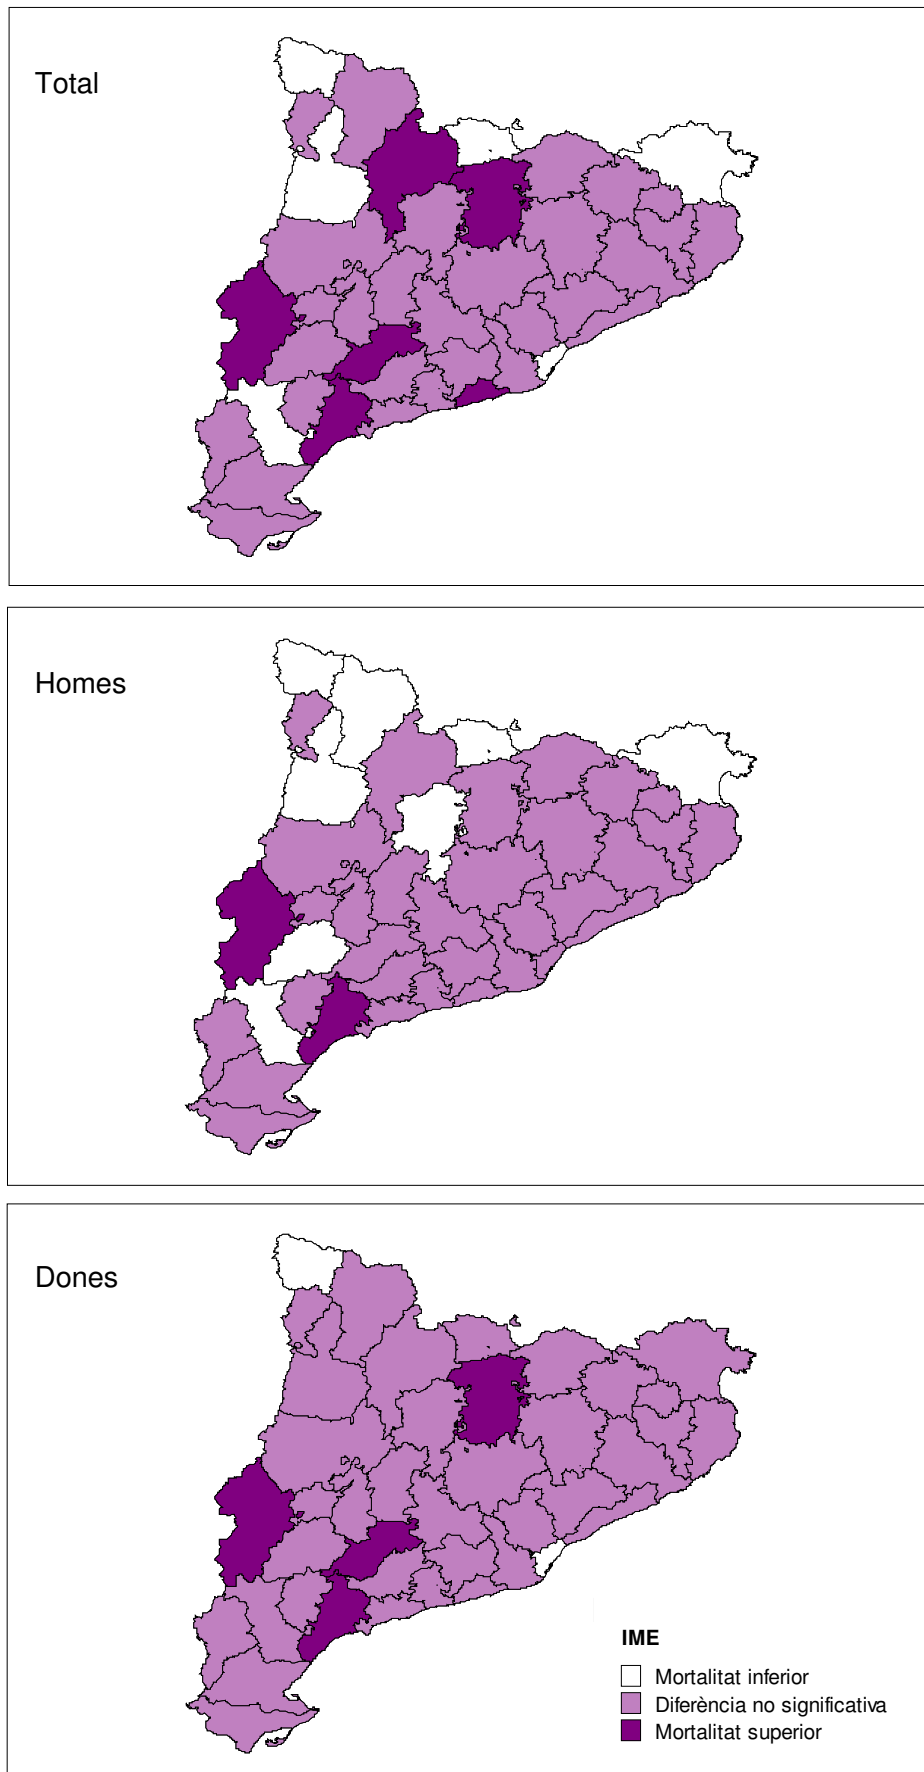 Total
Homes
Dones
IME
Mortalitat inferior
Diferència no significativa
Mortalitat superior